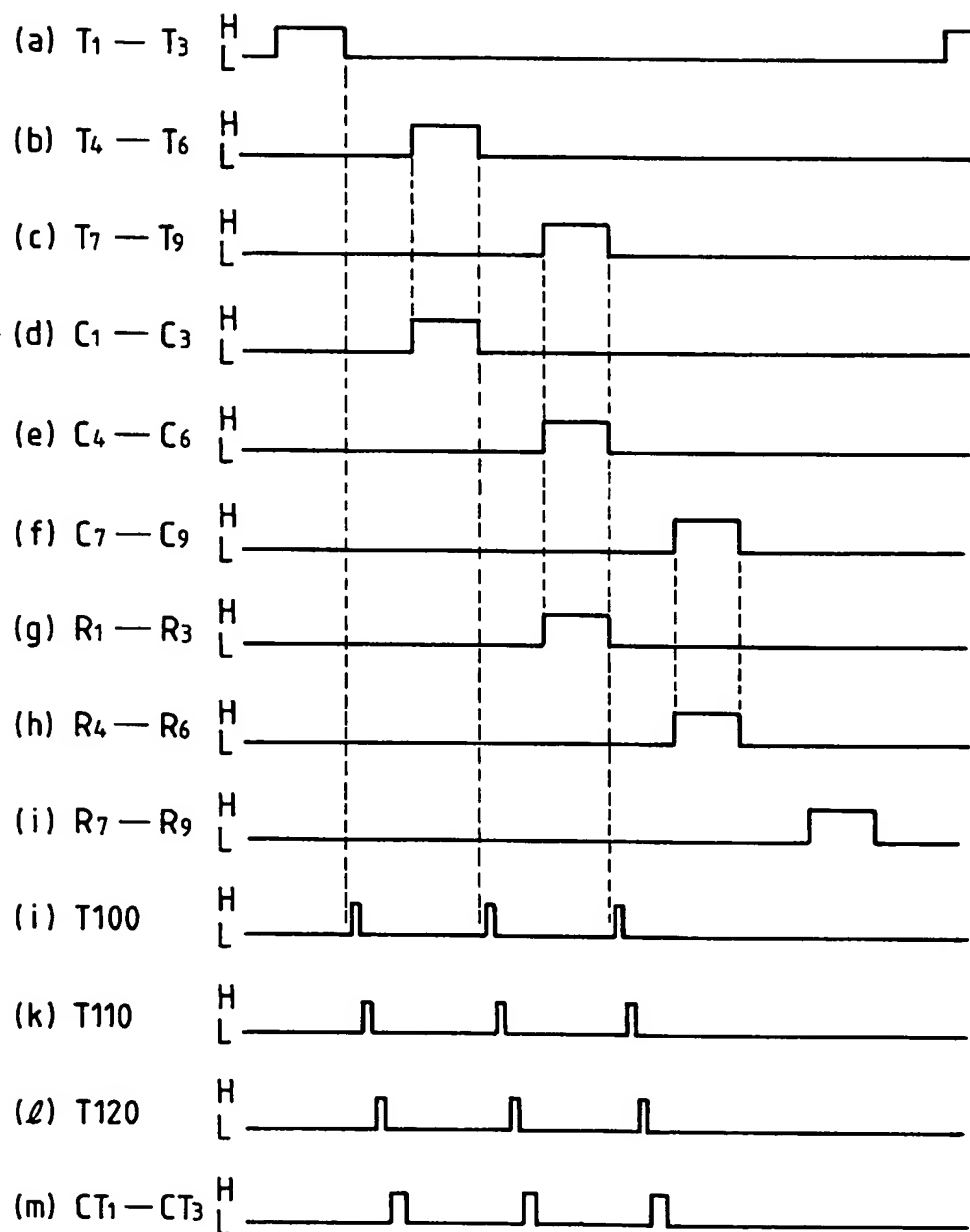 (a) T1 — T3 H
L
(b) T4 — T6 H
L
(c) T7 — T9 H
L
(d) C1 — C3 H
L
(e) C4 — C6 H
L
(f) C7 — C9 H
L
(g) R1 — R3 H
L
(h) R4 — R6 H
L
(i) R7 — R9 H
L
(i) T100 H
L
(k) T110 H
L
(ℓ) T120 H
L
(m) CT1 — CT3 H
L